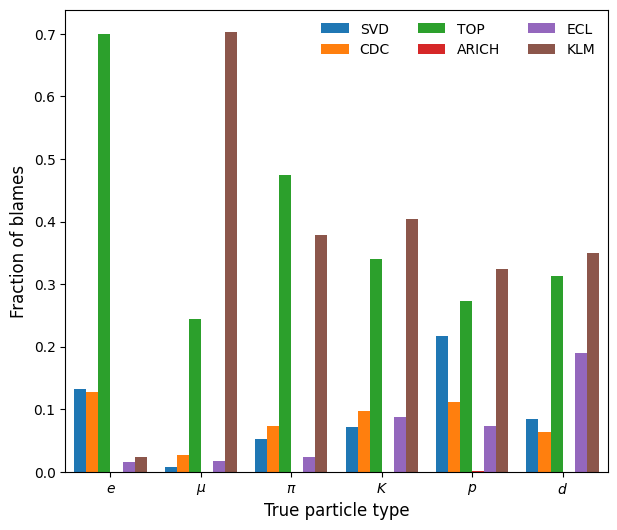 SVD
CDC
TOP
ARICH
ECL
KLM
0.7
0.6
0.5
0.4
0.3
0.2
0.1
0.0
Fraction of blames
e μ π K p d
True particle type